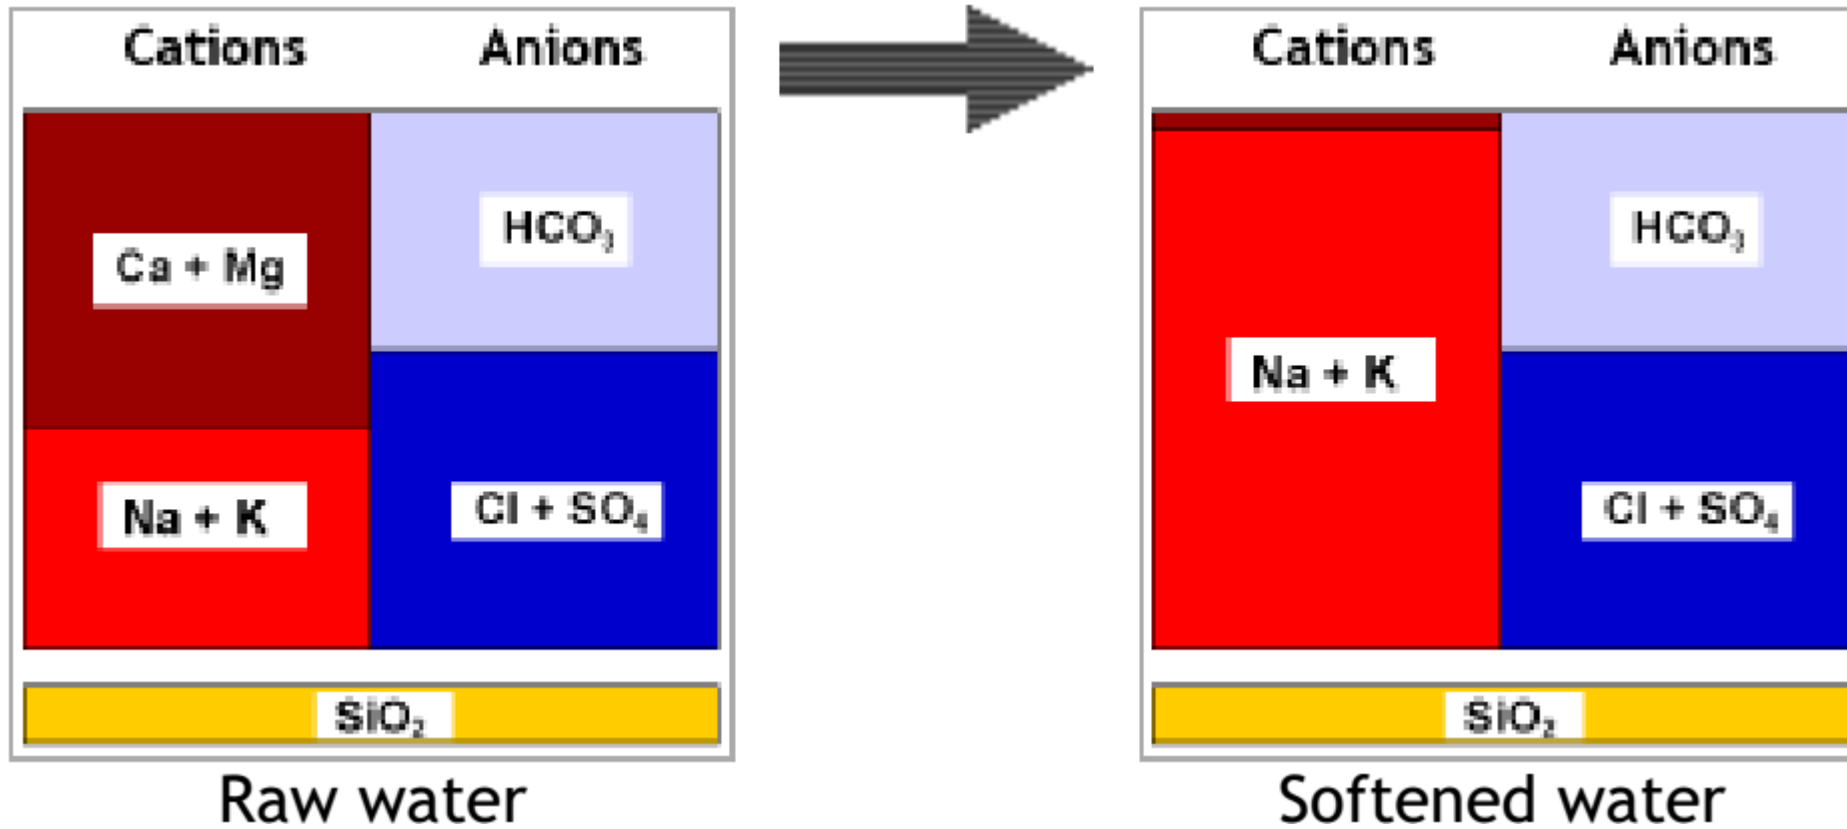 Cations Anions
Ca + Mg
HCO₃
Na + K
Cl + SO₄
SiO₂
Raw water
Cations Anions
HCO₃
Na + K
Cl + SO₄
SiO₂
Softened water